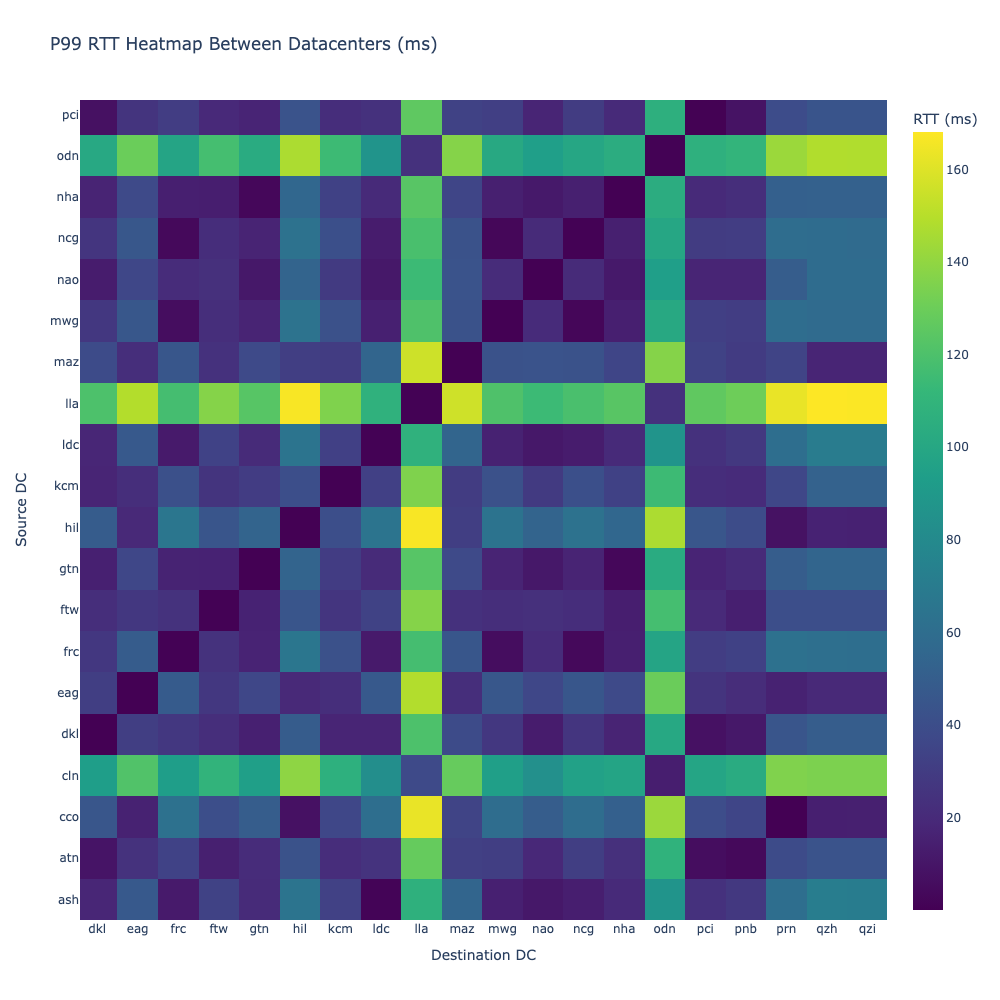 P99 RTT Heatmap Between Datacenters (ms)
RTT (ms)
160
140
120
100
80
60
40
20
Source DC
pci
odn
nha
ncg
nao
mwg
maz
lla
ldc
kcm
hil
gtn
ftw
frc
eag
dkl
cln
cco
atn
ash
dkl eag frc ftw gtn hil kcm ldc lla maz mwg nao ncg nha odn pci pnb prn qzh qzi
Destination DC